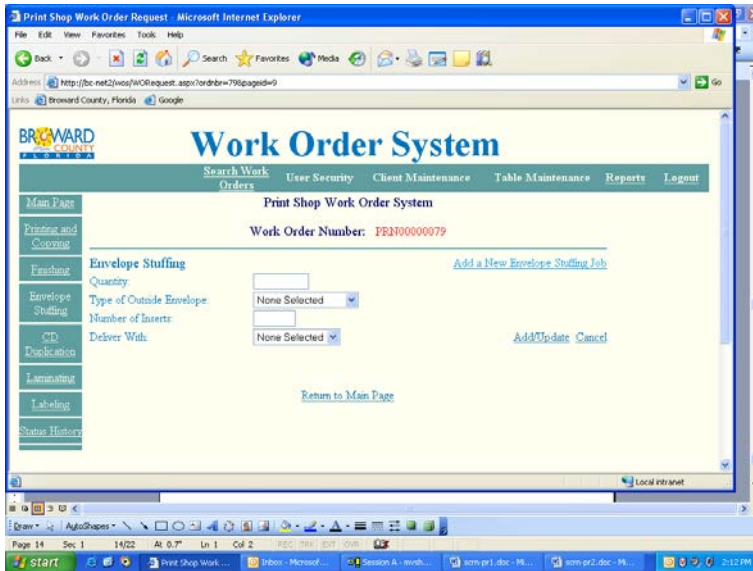 Print Shop Work Order Request - Microsoft Internet Explorer
File Edit View Favorites Tools Help
Back Search Favorites Media
Address http://bc-net2/wos/WORequest.aspx?ordnbr=79&pageid=9 Go
Links Broward County, Florida Google
BROWARD
COUNTY
FLORIDA
Work Order System
Search Work Orders User Security Client Maintenance Table Maintenance Reports Logout
Main Page
Print Shop Work Order System
Printing and Copying
Work Order Number: PRN00000079
Finishing
Envelope Stuffing Add a New Envelope Stuffing Job
Quantity:
Envelope Stuffing
Type of Outside Envelope: None Selected
Number of Inserts:
CD Duplication
Deliver With: None Selected Add/Update Cancel
Laminating
Return to Main Page
Labeling
Status History
Local intranet
Draw AutoShapes
Page 14 Sec 1 14/22 At 0.7" Ln 1 Col 2 REC TRK EXT OVR
start Print Shop Work ... Inbox - Microsof... Session A - mvsh... scrn-pr1.doc - Mi... scrn-pr2.doc - Mi... 2:12 PM